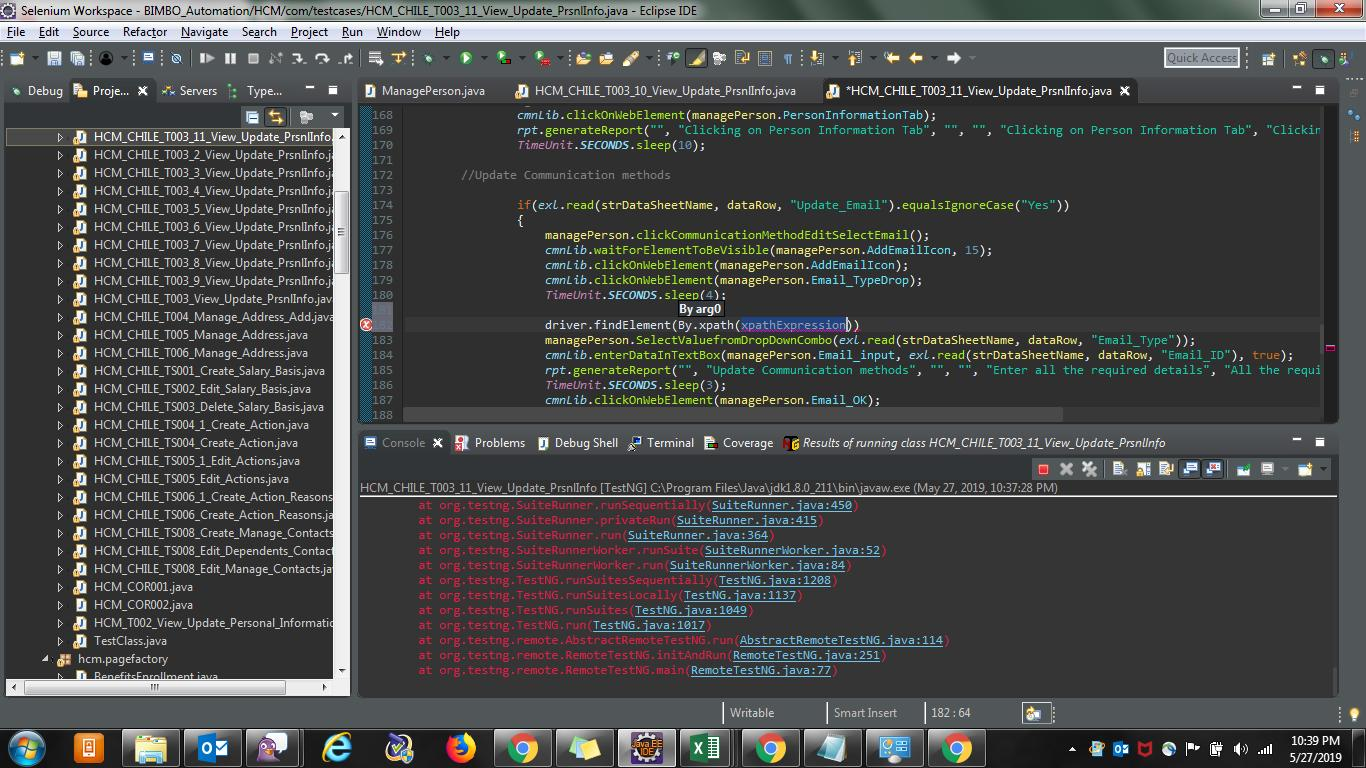 Selenium Workspace - BIMBO_Automation/HCM/com/testcases/HCM_CHILE_T003_11_View_Update_PrsnlInfo.java - Eclipse IDE
File Edit Source Refactor Navigate Search Project Run Window Help
Quick Access
Debug Proje... Servers Type...
HCM_CHILE_T003_11_View_Update_PrsnlInfo.
HCM_CHILE_T003_2_View_Update_PrsnlInfo.ja
HCM_CHILE_T003_3_View_Update_PrsnlInfo.ja
HCM_CHILE_T003_4_View_Update_PrsnlInfo.ja
HCM_CHILE_T003_5_View_Update_PrsnlInfo.ja
HCM_CHILE_T003_6_View_Update_PrsnlInfo.ja
HCM_CHILE_T003_7_View_Update_PrsnlInfo.ja
HCM_CHILE_T003_8_View_Update_PrsnlInfo.ja
HCM_CHILE_T003_9_View_Update_PrsnlInfo.ja
HCM_CHILE_T003_View_Update_PrsnlInfo.java
HCM_CHILE_T004_Manage_Address_Add.java
HCM_CHILE_T005_Manage_Address.java
HCM_CHILE_T006_Manage_Address.java
HCM_CHILE_TS001_Create_Salary_Basis.java
HCM_CHILE_TS002_Edit_Salary_Basis.java
HCM_CHILE_TS003_Delete_Salary_Basis.java
HCM_CHILE_TS004_1_Create_Action.java
HCM_CHILE_TS004_Create_Action.java
HCM_CHILE_TS005_1_Edit_Actions.java
HCM_CHILE_TS005_Edit_Actions.java
HCM_CHILE_TS006_1_Create_Action_Reasons
HCM_CHILE_TS006_Create_Action_Reasons.ja
HCM_CHILE_TS008_Create_Manage_Contacts
HCM_CHILE_TS008_Edit_Dependents_Contact
HCM_CHILE_TS008_Edit_Manage_Contacts.ja
HCM_COR001.java
HCM_COR002.java
HCM_T002_View_Update_Personal_Informatio
TestClass.java
hcm.pagefactory
BenefitsEnrollment.java
ManagePerson.java HCM_CHILE_T003_10_View_Update_PrsnlInfo.java *HCM_CHILE_T003_11_View_Update_PrsnlInfo.java
168 cmnLib.clickOnWebElement(managePerson.PersonInformationTab);
169 rpt.generateReport("", "Clicking on Person Information Tab", "", "", "Clicking on Person Information Tab", "Clickin
170 TimeUnit.SECONDS.sleep(10);
171
172 //Update Communication methods
173
174 if(exl.read(strDataSheetName, dataRow, "Update_Email").equalsIgnoreCase("Yes"))
175 {
176 managePerson.clickCommunicationMethodEditSelectEmail();
177 cmnLib.waitForElementToBeVisible(managePerson.AddEmailIcon, 15);
178 cmnLib.clickOnWebElement(managePerson.AddEmailIcon);
179 cmnLib.clickOnWebElement(managePerson.Email_TypeDrop);
180 TimeUnit.SECONDS.sleep(4);
181 By arg0
182 driver.findElement(By.xpath(xpathExpression))
183 managePerson.SelectValuefromDropDownCombo(exl.read(strDataSheetName, dataRow, "Email_Type"));
184 cmnLib.enterDataInTextBox(managePerson.Email_input, exl.read(strDataSheetName, dataRow, "Email_ID"), true);
185 rpt.generateReport("", "Update Communication methods", "", "", "Enter all the required details", "All the requi
186 TimeUnit.SECONDS.sleep(3);
187 cmnLib.clickOnWebElement(managePerson.Email_OK);
188
Console Problems Debug Shell Terminal Coverage Results of running class HCM_CHILE_T003_11_View_Update_PrsnlInfo
HCM_CHILE_T003_11_View_Update_PrsnlInfo [TestNG] C:\Program Files\Java\jdk1.8.0_211\bin\javaw.exe (May 27, 2019, 10:37:28 PM)
at org.testng.SuiteRunner.runSequentially(SuiteRunner.java:450)
at org.testng.SuiteRunner.privateRun(SuiteRunner.java:415)
at org.testng.SuiteRunner.run(SuiteRunner.java:364)
at org.testng.SuiteRunnerWorker.runSuite(SuiteRunnerWorker.java:52)
at org.testng.SuiteRunnerWorker.run(SuiteRunnerWorker.java:84)
at org.testng.TestNG.runSuitesSequentially(TestNG.java:1208)
at org.testng.TestNG.runSuitesLocally(TestNG.java:1137)
at org.testng.TestNG.runSuites(TestNG.java:1049)
at org.testng.TestNG.run(TestNG.java:1017)
at org.testng.remote.AbstractRemoteTestNG.run(AbstractRemoteTestNG.java:114)
at org.testng.remote.RemoteTestNG.initAndRun(RemoteTestNG.java:251)
at org.testng.remote.RemoteTestNG.main(RemoteTestNG.java:77)
Writable Smart Insert 182 : 64
Java EE IDE
10:39 PM
5/27/2019